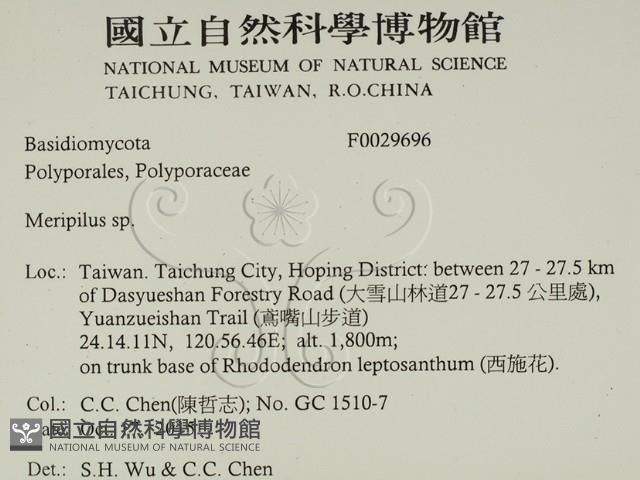 國立自然科學博物館
NATIONAL MUSEUM OF NATURAL SCIENCE
TAICHUNG, TAIWAN, R.O.CHINA
Basidiomycota F0029696
Polyporales, Polyporaceae
Meripilus sp.
Loc.: Taiwan. Taichung City, Hoping District: between 27 - 27.5 km
of Dasyueshan Forestry Road (大雪山林道27 - 27.5 公里處),
Yuanzueishan Trail (鳶嘴山步道)
24.14.11N, 120.56.46E; alt. 1,800m;
on trunk base of Rhododendron leptosanthum (西施花).
Col.: C.C. Chen(陳哲志); No. GC 1510-7
國立自然科學博物館
NATIONAL MUSEUM OF NATURAL SCIENCE
Det.: S.H. Wu & C.C. Chen